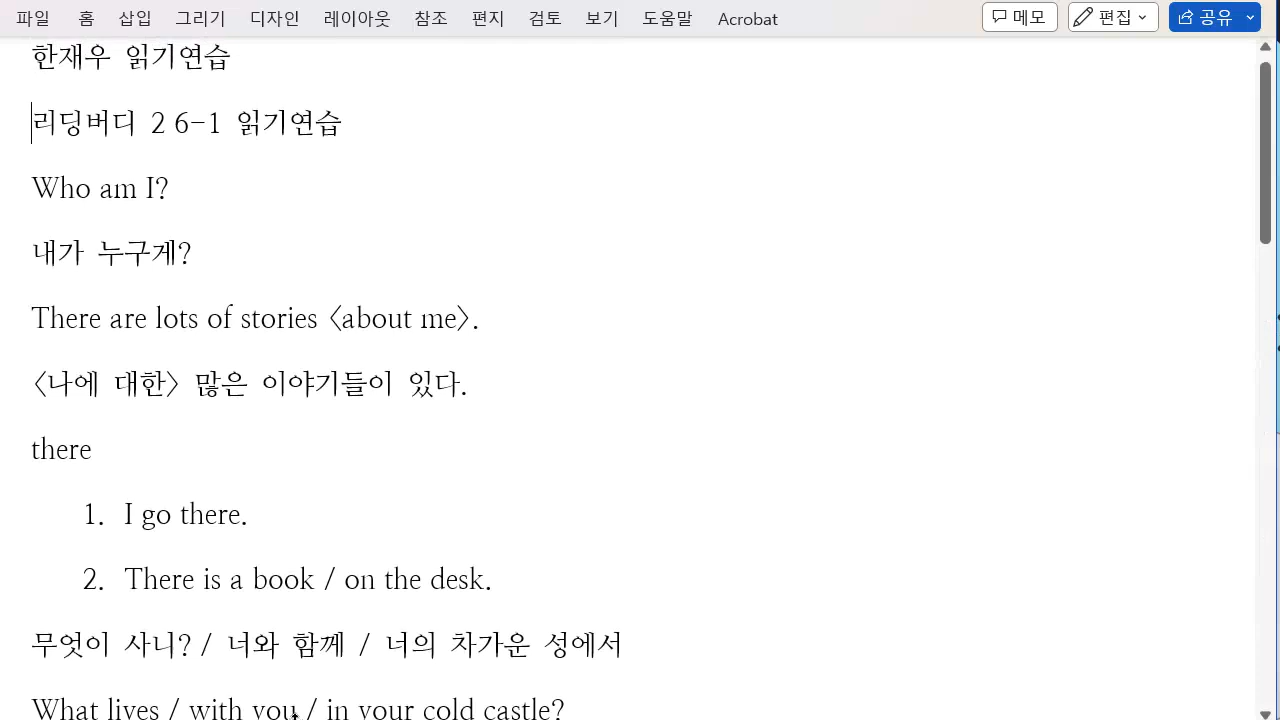 파일 홈 삽입 그리기 디자인 레이아웃 참조 편지 검토 보기 도움말 Acrobat 메모 편집 공유
한재우 읽기연습
리딩버디 2 6-1 읽기연습
Who am I?
내가 누구게?
There are lots of stories <about me>.
<나에 대한> 많은 이야기들이 있다.
there
1. I go there.
2. There is a book / on the desk.
무엇이 사니? / 너와 함께 / 너의 차가운 성에서
What lives / with you / in your cold castle?